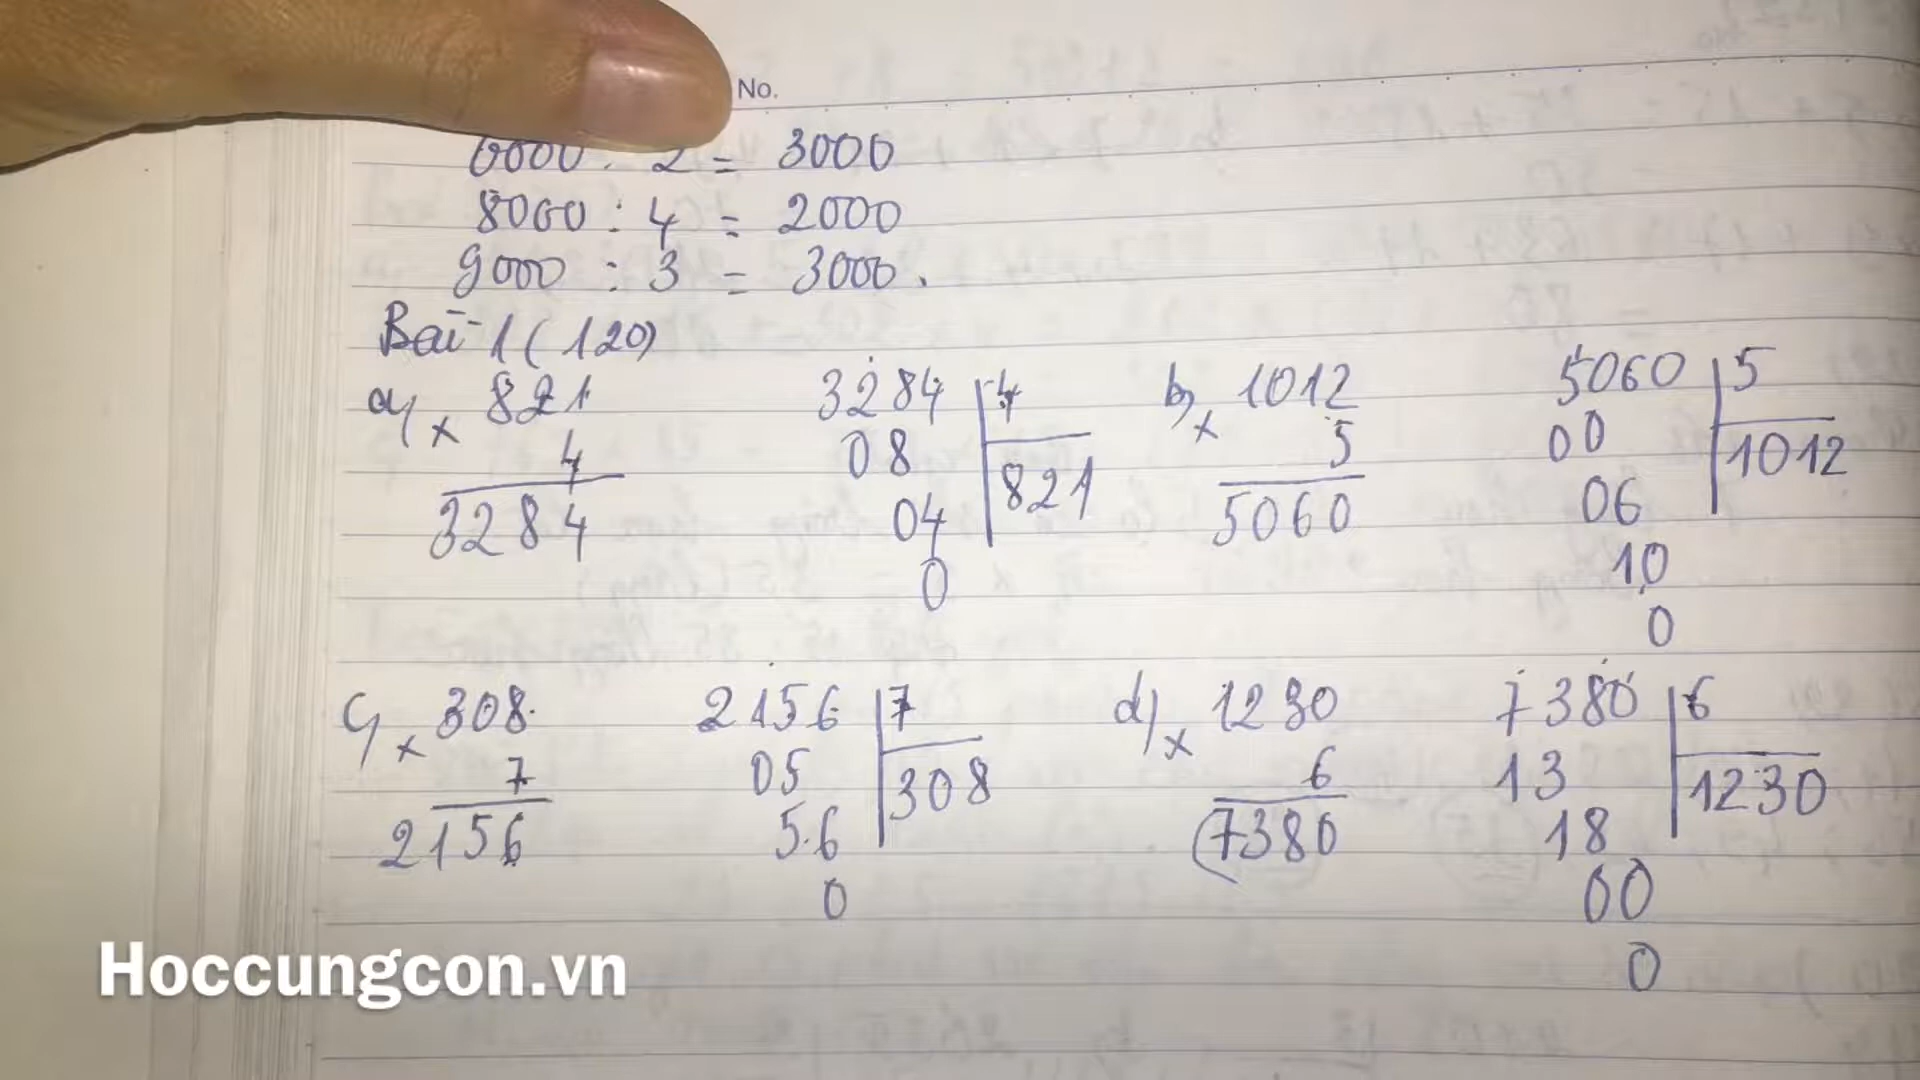 No.
6000 : 2 = 3000
8000 : 4 = 2000
9000 : 3 = 3000.
Bài 1 (120)
a) x 821 3284 4 b) x 1012 5060 5
4 08 821 5 00 1012
3284 04 5060 06
0 10
0
c) x 308 2156 7 d) x 1230 7380 6
7 05 308 6 13 1230
2156 56 7380 18
0 00
0
Hoccungcon.vn